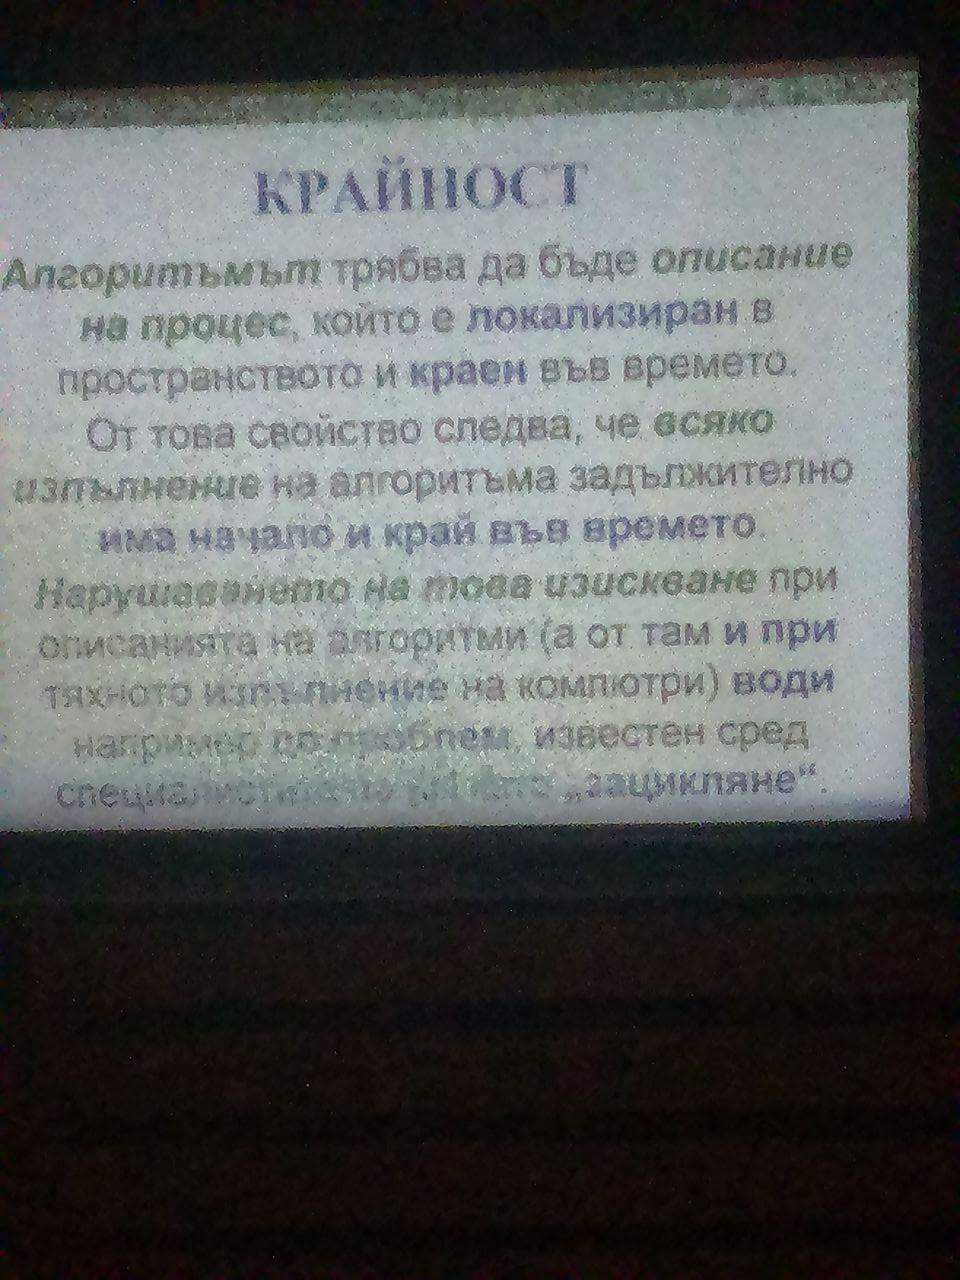 КРАЙНОСТ
Алгоритъмът трябва да бъде описание
на процес, който е локализиран в
пространството и краен във времето.
От това свойство следва, че всяко
изпълнение на алгоритъма задължително
има начало и край във времето.
Нарушаването на това изискване при
описанията на алгоритми (а от там и при
тяхното изпълнение на компютри) води
например до проблем, известен сред
„зацикляне“.